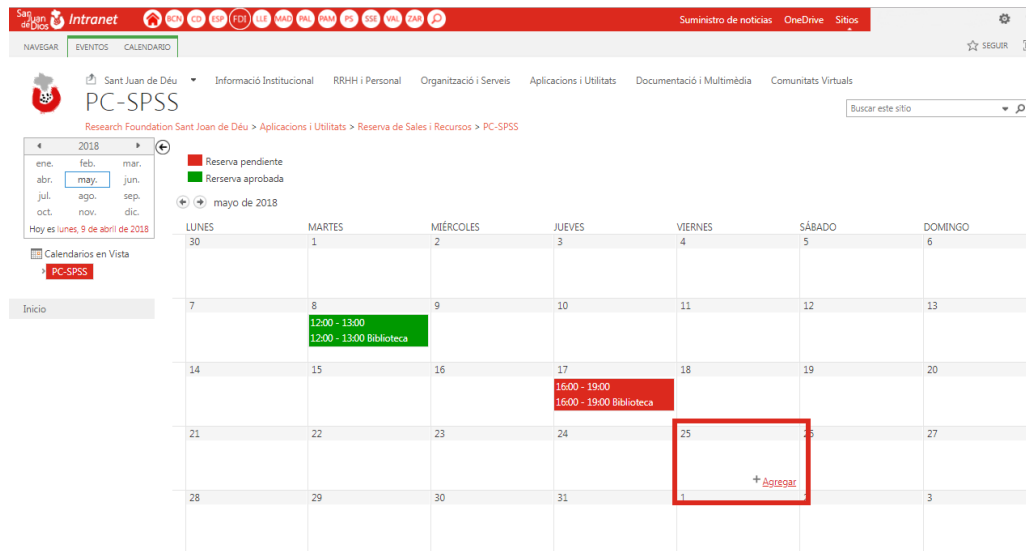 San Juan de Dios Intranet BCN CD ESP FDI LLE MAD PAL PAM PS SSE VAL ZAR Suministro de noticias OneDrive Sitios
NAVEGAR EVENTOS CALENDARIO SEGUIR
Sant Juan de Déu Informació Institucional RRHH i Personal Organització i Serveis Aplicacions i Utilitats Documentació i Multimèdia Comunitats Virtuals
PC-SPSS
Buscar este sitio
Research Foundation Sant Joan de Déu > Aplicacions i Utilitats > Reserva de Sales i Recursos > PC-SPSS
2018
ene. feb. mar.
abr. may. jun.
jul. ago. sep.
oct. nov. dic.
Hoy es lunes, 9 de abril de 2018
Calendarios en Vista
PC-SPSS
Inicio
Reserva pendiente
Rerserva aprobada
mayo de 2018
LUNES MARTES MIÉRCOLES JUEVES VIERNES SÁBADO DOMINGO
30 1 2 3 4 5 6
7 8 9 10 11 12 13
12:00 - 13:00
12:00 - 13:00 Biblioteca
14 15 16 17 18 19 20
16:00 - 19:00
16:00 - 19:00 Biblioteca
21 22 23 24 25 26 27
+ Agregar
28 29 30 31 1 2 3